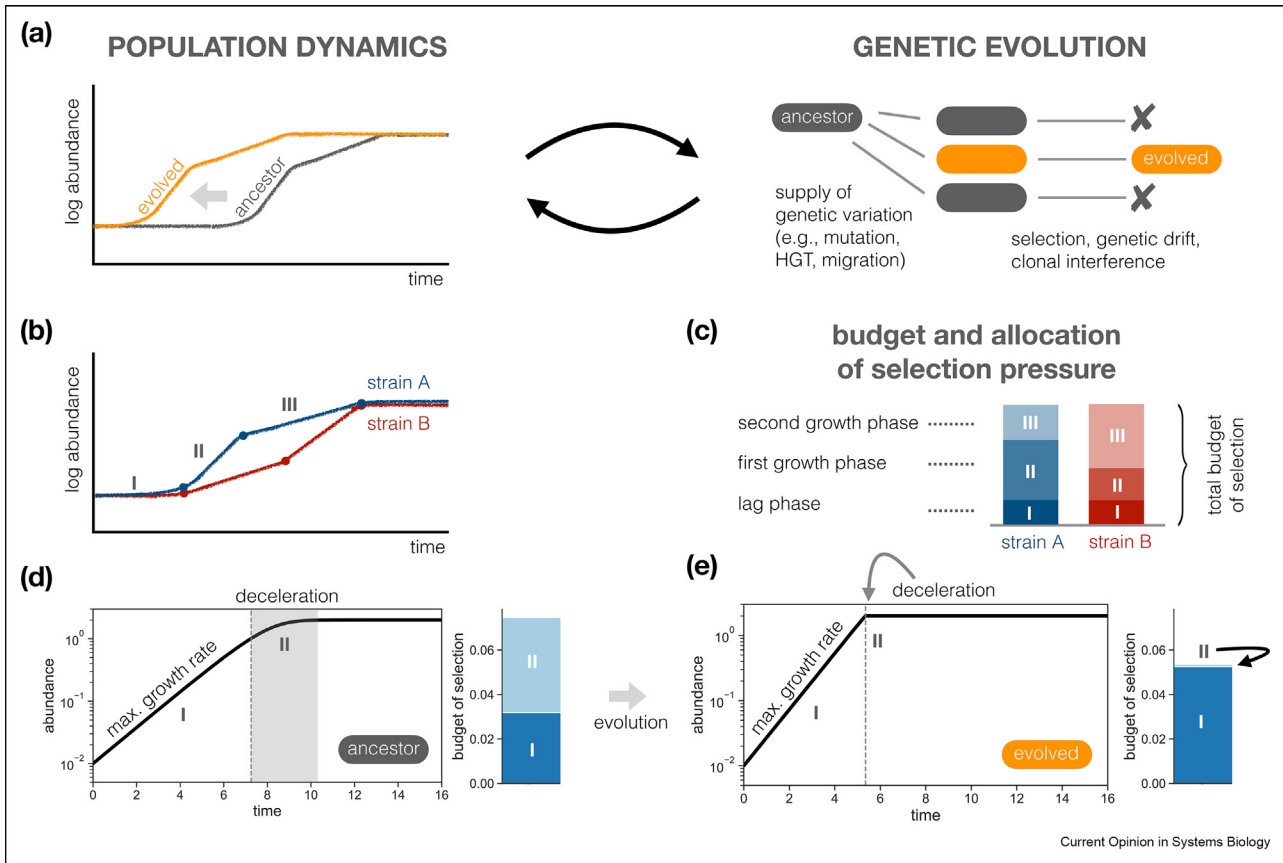 (a)
POPULATION DYNAMICS
log abundance
evolved
ancestor
time
GENETIC EVOLUTION
ancestor
evolved
supply of
genetic variation
(e.g., mutation,
HGT, migration)
selection, genetic drift,
clonal interference
(b)
log abundance
I
II
III
strain A
strain B
time
(c)
budget and allocation
of selection pressure
second growth phase
first growth phase
lag phase
III
II
I
III
II
I
strain A
strain B
total budget
of selection
(d)
deceleration
abundance
10⁰
10⁻¹
10⁻²
max. growth rate
I
II
ancestor
0 2 4 6 8 10 12 14 16
time
budget of selection
0.06
0.04
0.02
0.00
II
I
evolution
(e)
deceleration
abundance
10⁰
10⁻¹
10⁻²
max. growth rate
I
II
evolved
0 2 4 6 8 10 12 14 16
time
budget of selection
0.06
0.04
0.02
0.00
II
I
Current Opinion in Systems Biology